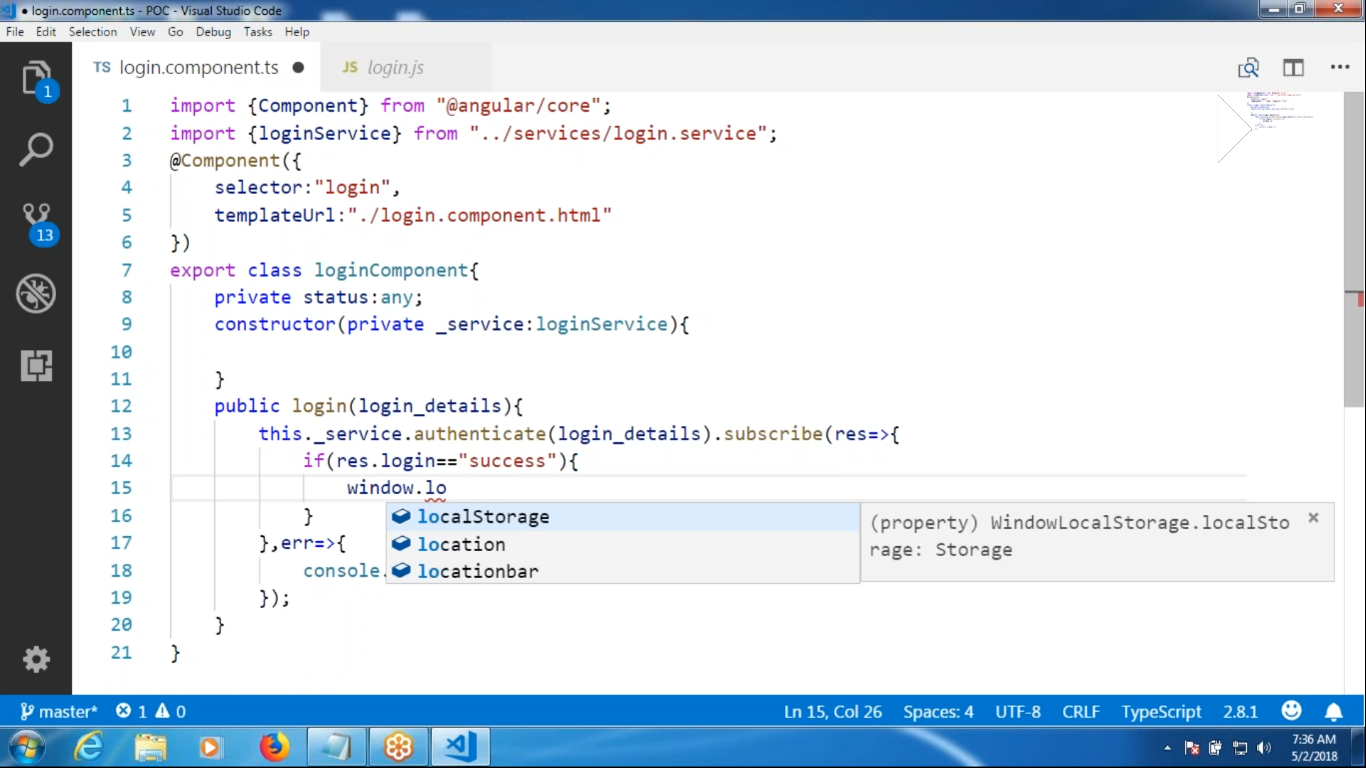 login.component.ts - POC - Visual Studio Code
File Edit Selection View Go Debug Tasks Help
TS login.component.ts JS login.js
1 import {Component} from "@angular/core";
2 import {loginService} from "../services/login.service";
3 @Component({
4 selector:"login",
5 templateUrl:"./login.component.html"
6 })
7 export class loginComponent{
8 private status:any;
9 constructor(private _service:loginService){
10
11 }
12 public login(login_details){
13 this._service.authenticate(login_details).subscribe(res=>{
14 if(res.login=="success"){
15 window.lo
16 }
17 },err=>{
18 console.
19 });
20 }
21 }
localStorage
location
locationbar
(property) WindowLocalStorage.localSto
rage: Storage
1
13
master* 1 0 Ln 15, Col 26 Spaces: 4 UTF-8 CRLF TypeScript 2.8.1
7:36 AM
5/2/2018